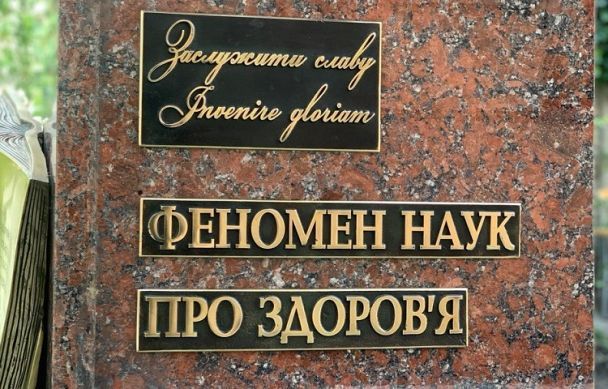 Заслужити славу
Invenire gloriam
ФЕНОМЕН НАУК
ПРО ЗДОРОВ'Я